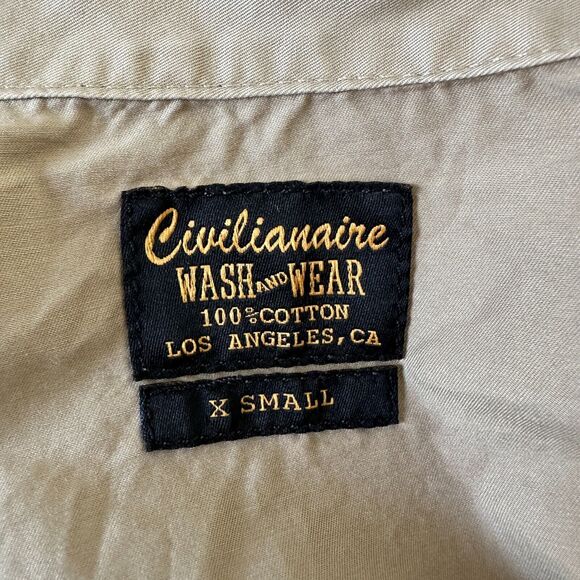 Civilianaire
WASH AND WEAR
100% COTTON
LOS ANGELES, CA
X SMALL